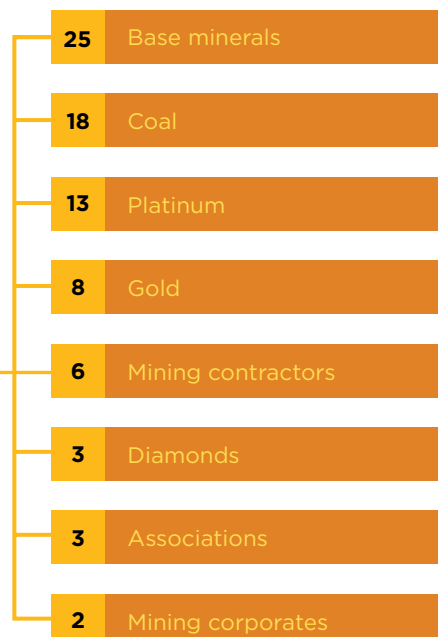 25 Base minerals
18 Coal
13 Platinum
8 Gold
6 Mining contractors
3 Diamonds
3 Associations
2 Mining corporates